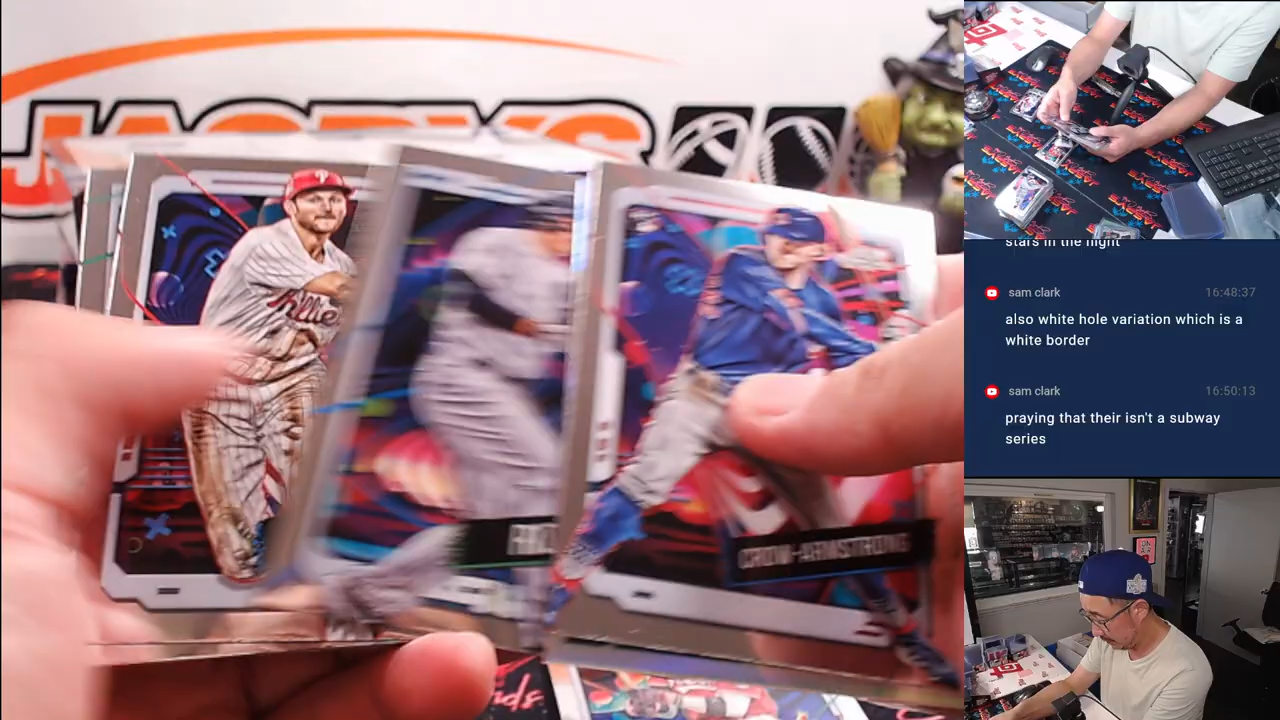 JASPYS
Phillies
CROW-ARMSTRONG
stars in the night
sam clark
16:48:37
also white hole variation which is a
white border
sam clark
16:50:13
praying that their isn't a subway
series